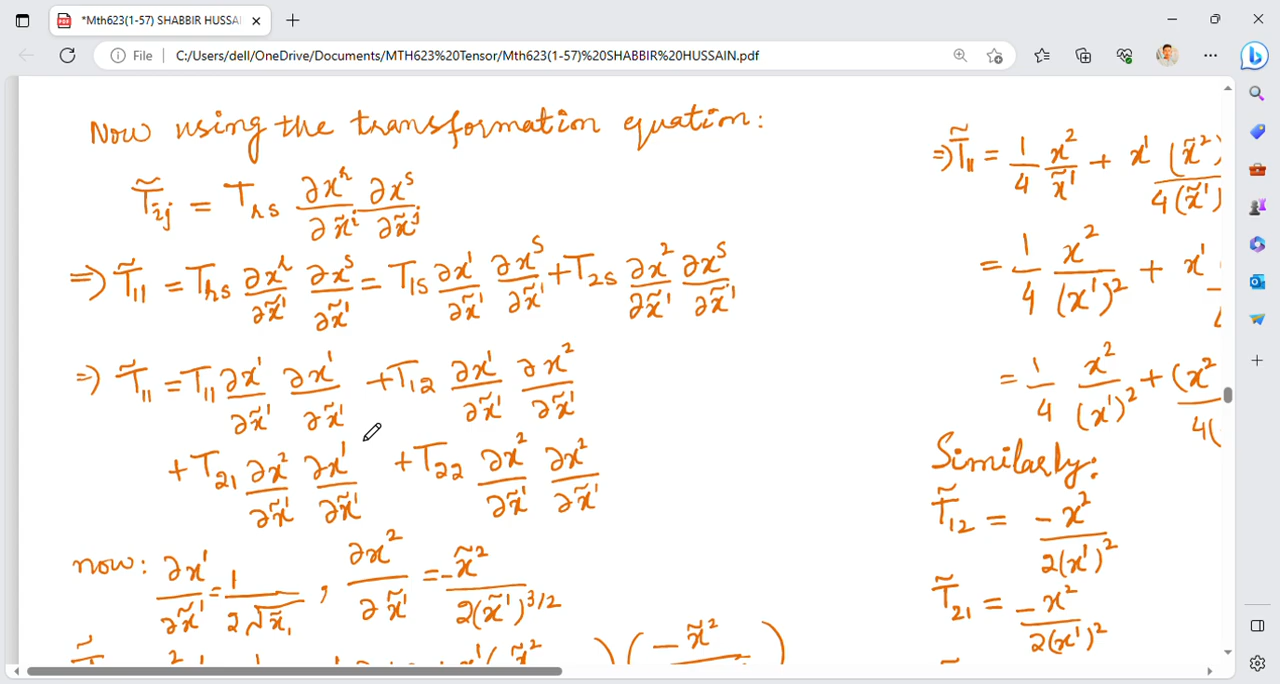 *Mth623(1-57) SHABBIR HUSSA
File
C:/Users/dell/OneDrive/Documents/MTH623%20Tensor/Mth623(1-57)%20SHABBIR%20HUSSAIN.pdf
Now using the transformation equation:
T̃ij = Trs ∂x^r/∂x̃^i ∂x^s/∂x̃^j
=> T̃11 = Trs ∂x^r/∂x̃^1 ∂x^s/∂x̃^1 = T1s ∂x^1/∂x̃^1 ∂x^s/∂x̃^1 + T2s ∂x^2/∂x̃^1 ∂x^s/∂x̃^1
=> T̃11 = T11 ∂x^1/∂x̃^1 ∂x^1/∂x̃^1 + T12 ∂x^1/∂x̃^1 ∂x^2/∂x̃^1
+ T21 ∂x^2/∂x̃^1 ∂x^1/∂x̃^1 + T22 ∂x^2/∂x̃^1 ∂x^2/∂x̃^1
now: ∂x^1/∂x̃^1 = 1/2√x̃1 , ∂x^2/∂x̃^1 = -x̃^2/2(x̃^1)^3/2
=> T̃11 = 1/4 x^2/x̃^1 + x^1 (x̃^2)/4(x̃^1)
= 1/4 x^2/(x^1)^2 + x^1
= 1/4 x^2/(x^1)^2 + (x^2/4(
Similarly:
T̃12 = -x^2/2(x^1)^2
T̃21 = -x^2/2(x^1)^2